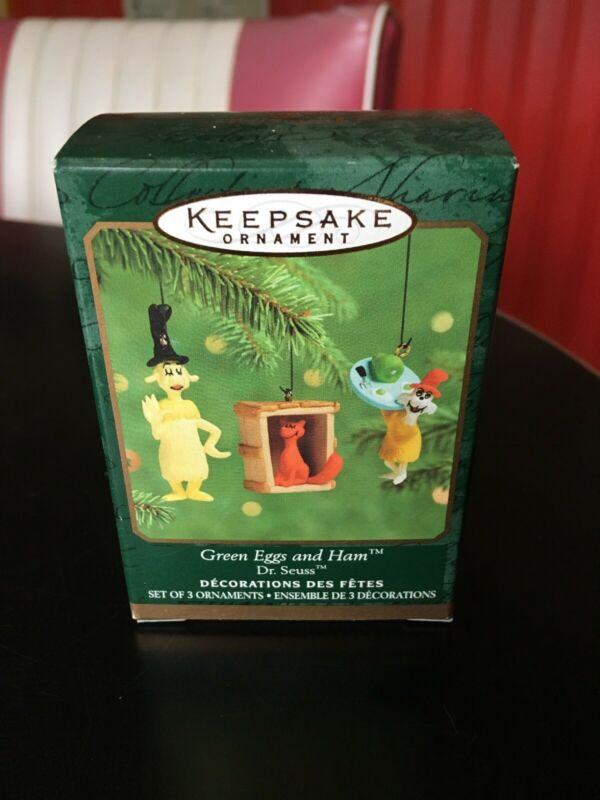 KEEPSAKE
ORNAMENT
Green Eggs and Ham™
Dr. Seuss™
DÉCORATIONS DES FÊTES
SET OF 3 ORNAMENTS • ENSEMBLE DE 3 DÉCORATIONS